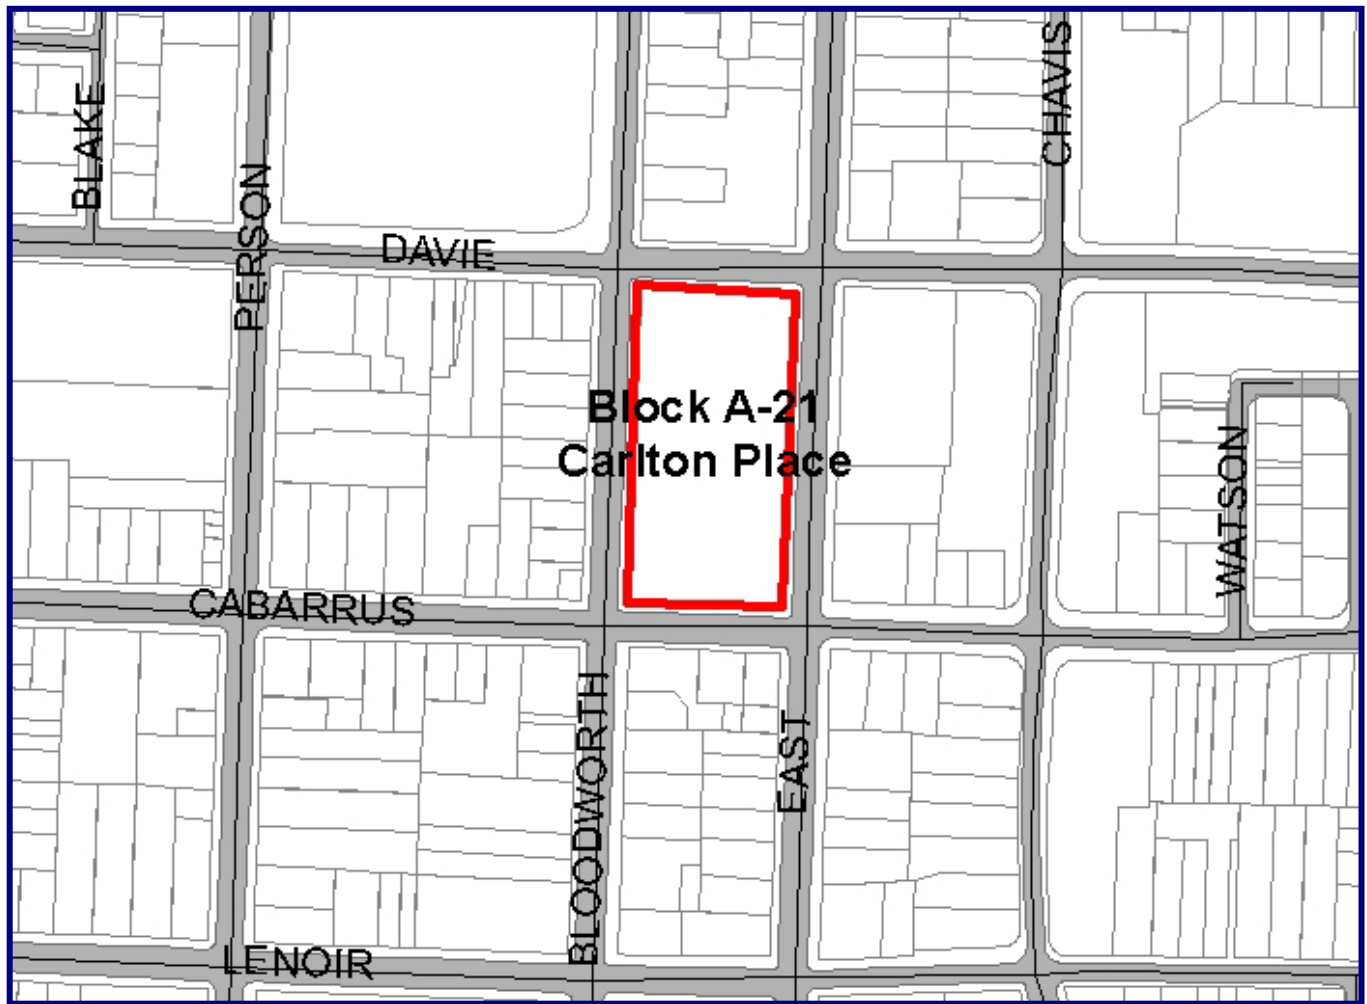 CHAVIS
BLAKE
PERSON
DAVIE
Block A-21
Carlton Place
WATSON
CABARRUS
BLOODWORTH
EAST
LENOIR